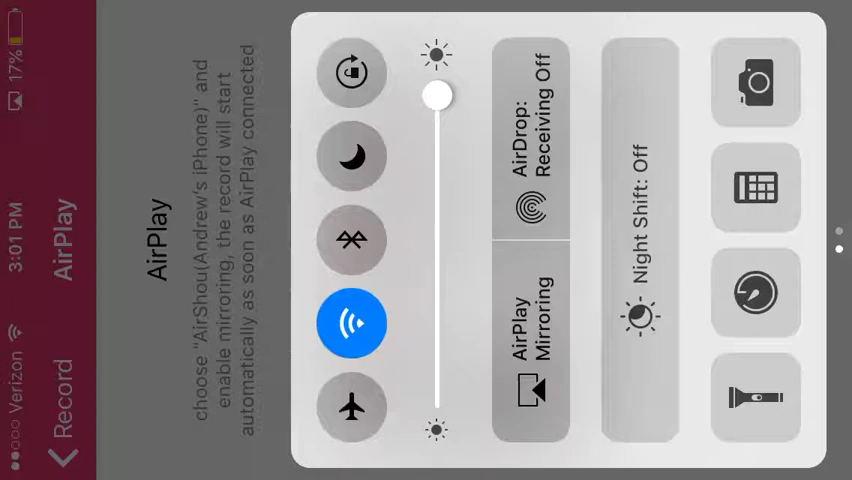 Verizon 3:01 PM 17%
Record AirPlay
AirPlay
choose "AirShou(Andrew's iPhone)" and
enable mirroring, the record will start
automatically as soon as AirPlay connected
AirPlay
Mirroring
AirDrop:
Receiving Off
Night Shift: Off